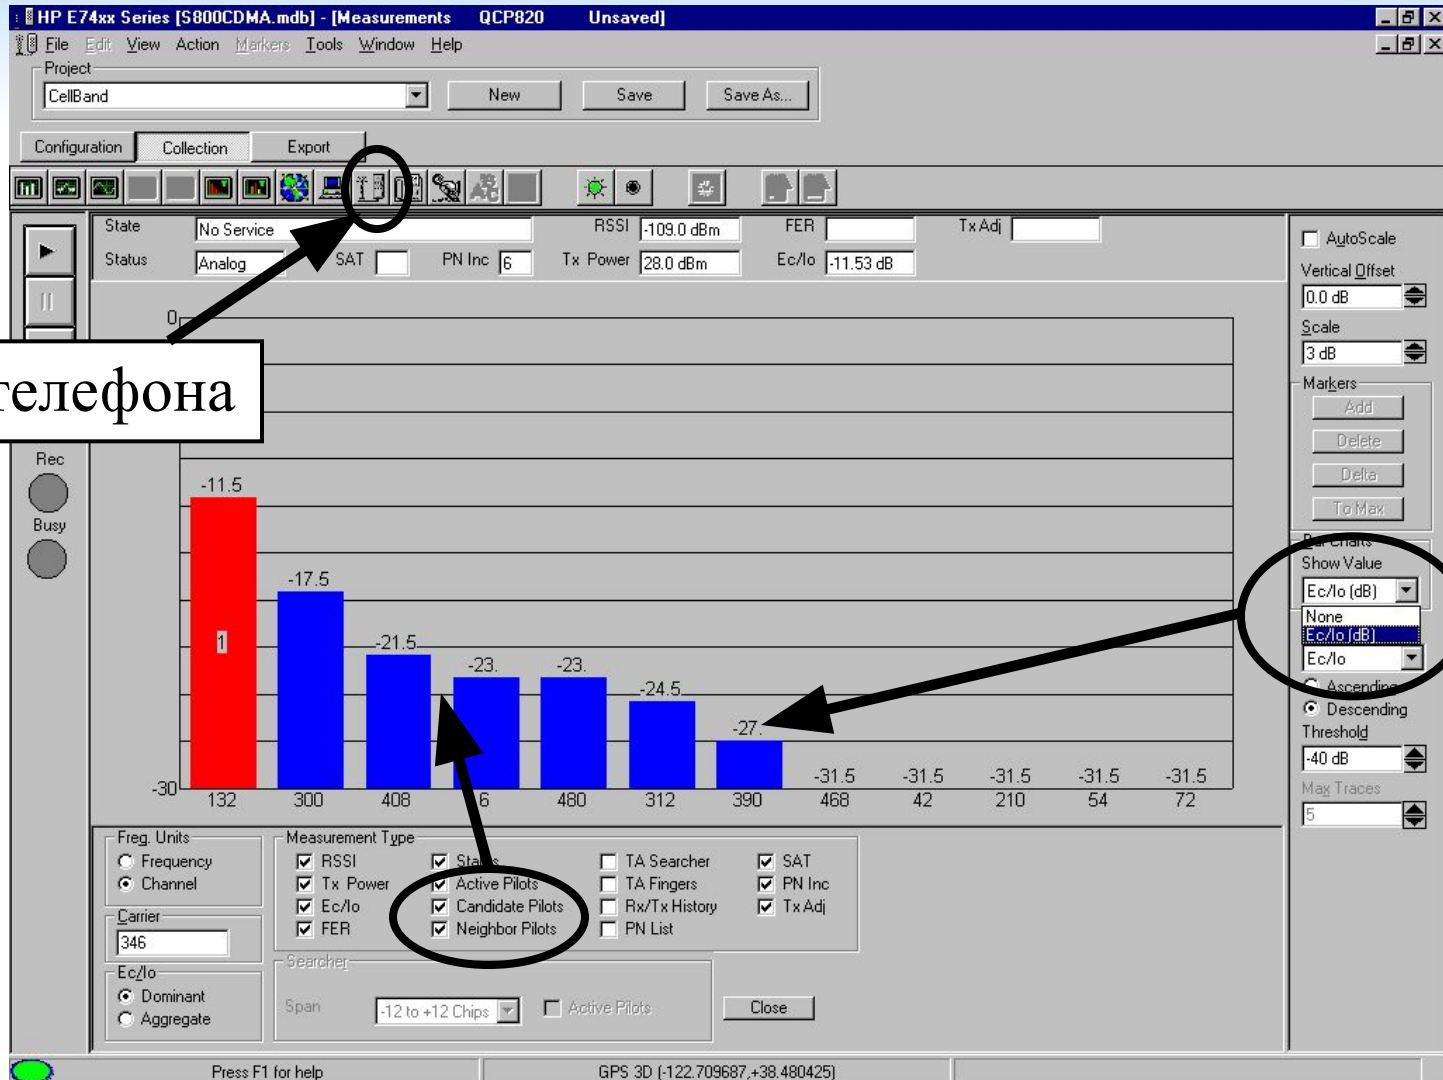 HP E74xx Series [S800CDMA.mdb] - [Measurements QCP820 Unsaved]
File Edit View Action Markers Tools Window Help
Project
CellBand New Save Save As...
Configuration Collection Export
State No Service RSSI -109.0 dBm FER Tx Adj
Status Analog SAT PN Inc 6 Tx Power 28.0 dBm Ec/Io -11.53 dB
AutoScale
Vertical Offset
0.0 dB
Scale
3 dB
Markers
Add
Delete
Delta
To Max
Show Value
Ec/Io (dB)
None
Ec/Io (dB)
Ec/Io
Ascending
Descending
Threshold
-40 dB
Max Traces
5
телефона
Rec
Busy
0
-11.5
-17.5
1
-21.5
-23. -23.
-24.5
-27.
-31.5 -31.5 -31.5 -31.5 -31.5
-30
132 300 408 6 480 312 390 468 42 210 54 72
Freg. Units
Frequency
Channel
Carrier
346
Ec/Io
Dominant
Aggregate
Measurement Type
RSSI Status TA Searcher SAT
Tx Power Active Pilots TA Fingers PN Inc
Ec/Io Candidate Pilots Rx/Tx History Tx Adj
FER Neighbor Pilots PN List
Searcher
Span -12 to +12 Chips Active Pilots Close
Press F1 for help GPS 3D (-122.709687,+38.480425)